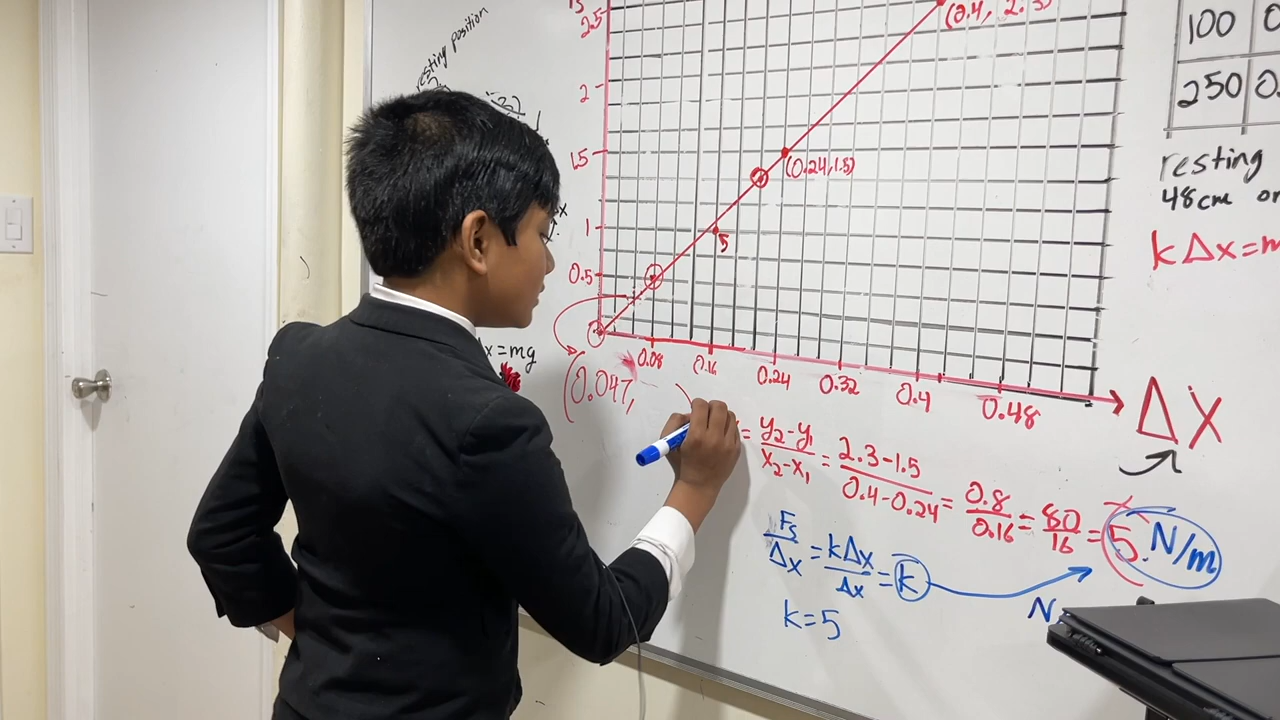 resting position
(0.4, 2.3)
2.5
2
1.5
(0.24,1.5)
1
5
0.5
0.08
0.16
0.24
0.32
0.4
0.48
Δx
x=mg
(0.047,
= y₂-y₁/x₂-x₁ = 2.3-1.5/0.4-0.24 = 0.8/0.16 = 80/16 = 5 N/m
Fs/Δx = kΔx/Δx = k
N
k=5
100
250
resting
48cm
kΔx=m